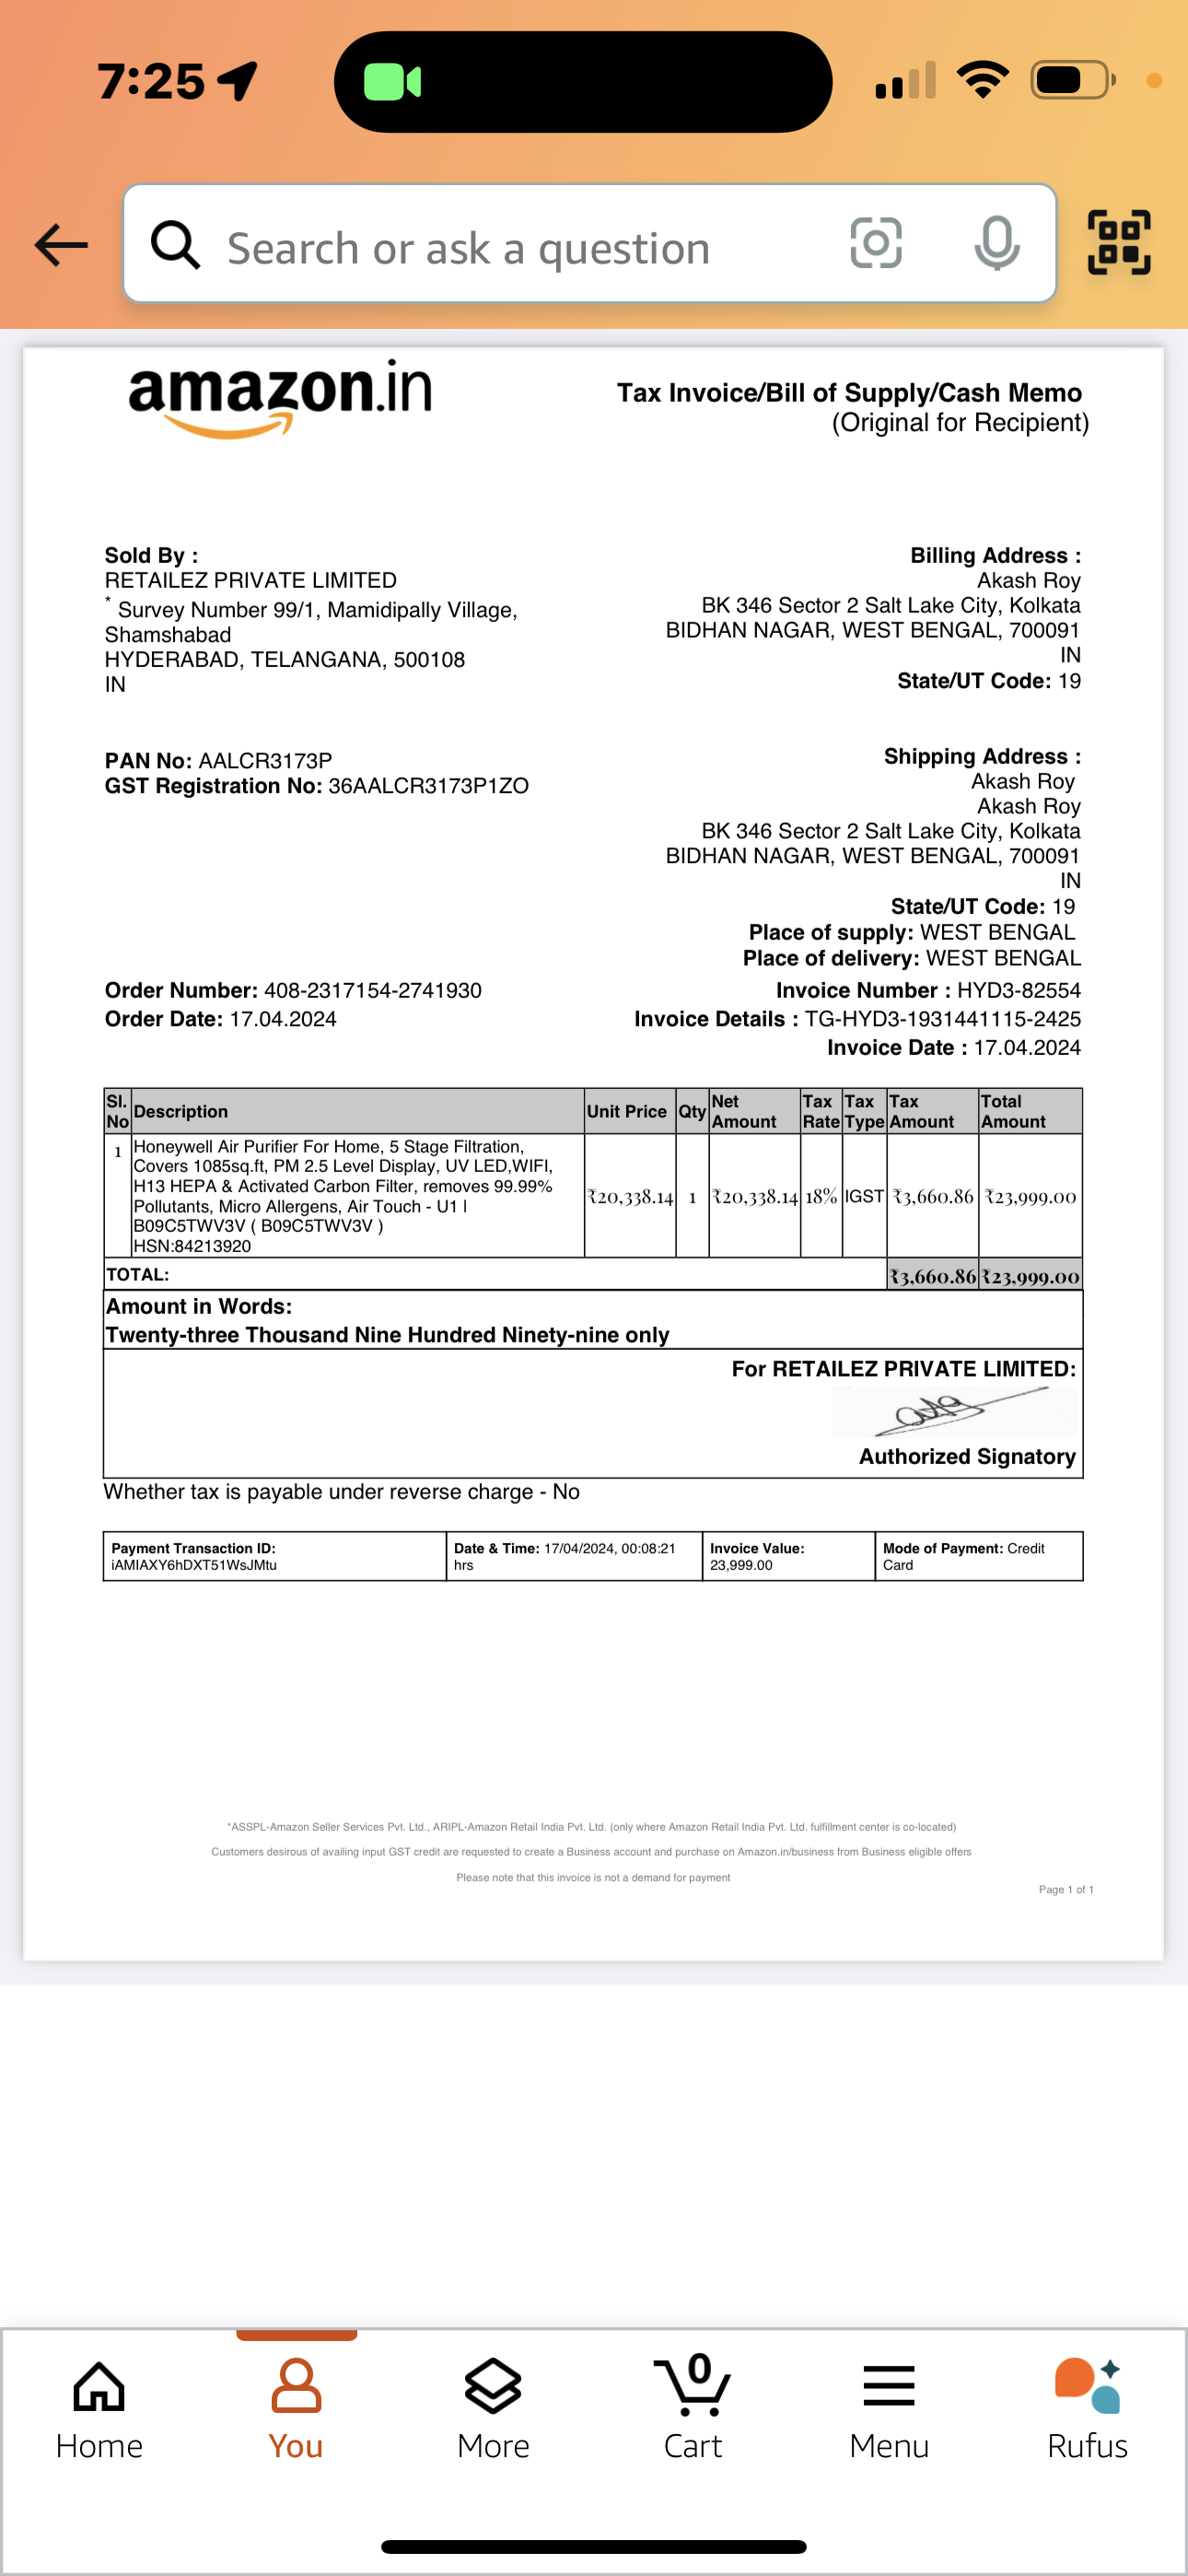 7:25
Search or ask a question
amazon.in
Tax Invoice/Bill of Supply/Cash Memo
(Original for Recipient)
Sold By :
RETAILEZ PRIVATE LIMITED
* Survey Number 99/1, Mamidipally Village,
Shamshabad
HYDERABAD, TELANGANA, 500108
IN
Billing Address :
Akash Roy
BK 346 Sector 2 Salt Lake City, Kolkata
BIDHAN NAGAR, WEST BENGAL, 700091
IN
State/UT Code: 19
PAN No: AALCR3173P
GST Registration No: 36AALCR3173P1ZO
Shipping Address :
Akash Roy
Akash Roy
BK 346 Sector 2 Salt Lake City, Kolkata
BIDHAN NAGAR, WEST BENGAL, 700091
IN
State/UT Code: 19
Place of supply: WEST BENGAL
Place of delivery: WEST BENGAL
Order Number: 408-2317154-2741930
Order Date: 17.04.2024
Invoice Number : HYD3-82554
Invoice Details : TG-HYD3-1931441115-2425
Invoice Date : 17.04.2024
Sl. No Description Unit Price Qty Net Amount Tax Rate Tax Type Tax Amount Total Amount
1 Honeywell Air Purifier For Home, 5 Stage Filtration,
Covers 1085sq.ft, PM 2.5 Level Display, UV LED,WIFI,
H13 HEPA & Activated Carbon Filter, removes 99.99%
Pollutants, Micro Allergens, Air Touch - U1 |
B09C5TWV3V ( B09C5TWV3V )
HSN:84213920
₹20,338.14 1 ₹20,338.14 18% IGST ₹3,660.86 ₹23,999.00
TOTAL: ₹3,660.86 ₹23,999.00
Amount in Words:
Twenty-three Thousand Nine Hundred Ninety-nine only
For RETAILEZ PRIVATE LIMITED:
Authorized Signatory
Whether tax is payable under reverse charge - No
Payment Transaction ID:
iAMIAXY6hDXT51WsJMtu
Date & Time: 17/04/2024, 00:08:21
hrs
Invoice Value:
23,999.00
Mode of Payment: Credit
Card
*ASSPL-Amazon Seller Services Pvt. Ltd., ARIPL-Amazon Retail India Pvt. Ltd. (only where Amazon Retail India Pvt. Ltd. fulfillment center is co-located)
Customers desirous of availing input GST credit are requested to create a Business account and purchase on Amazon.in/business from Business eligible offers
Please note that this invoice is not a demand for payment
Page 1 of 1
0
Home You More Cart Menu Rufus